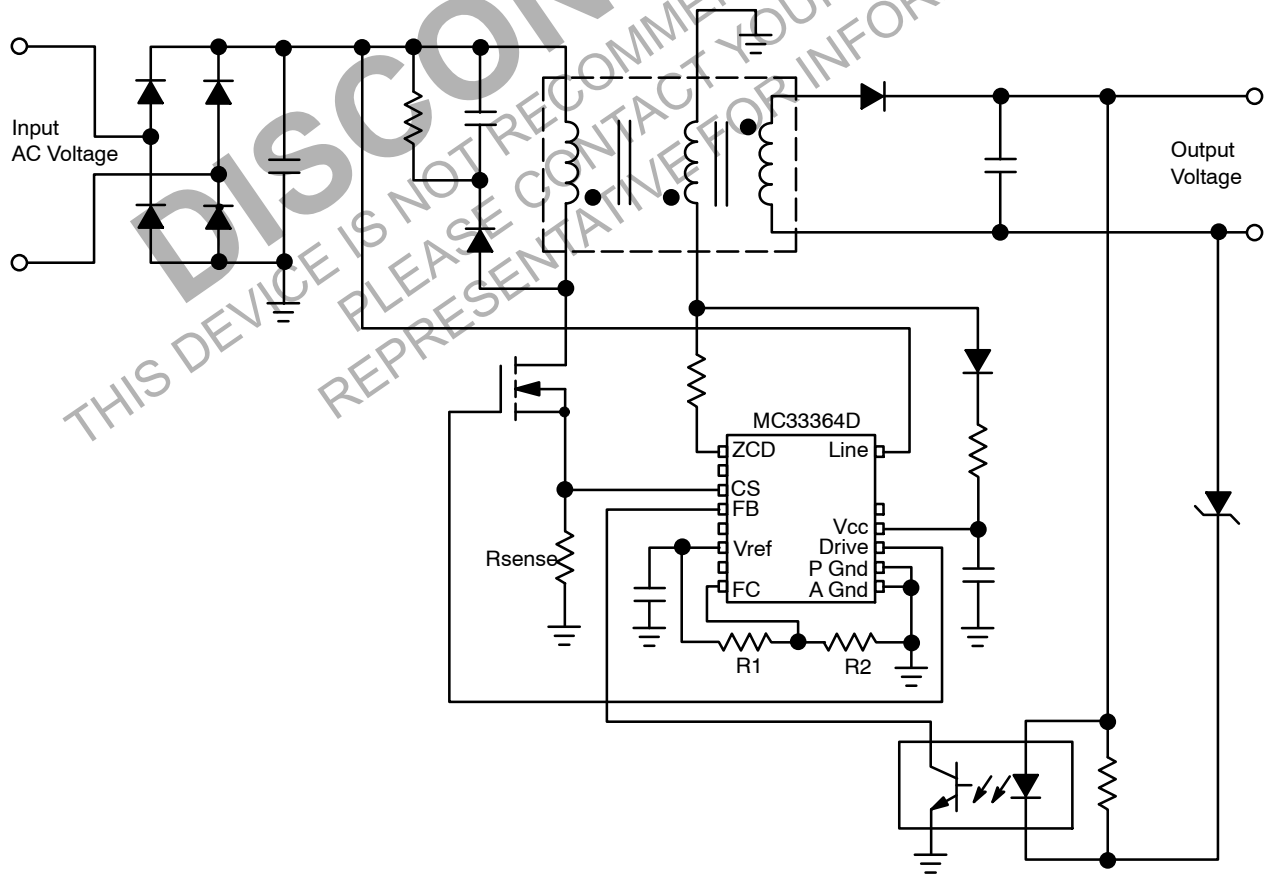 DISCON
THIS DEVICE IS NOT RECOMME
PLEASE CONTACT YOUR
REPRESENTATIVE FOR INFOR
Input
AC Voltage
Output
Voltage
MC33364D
ZCD
Line
CS
FB
Vcc
Vref
Drive
P Gnd
FC
A Gnd
Rsense
R1
R2